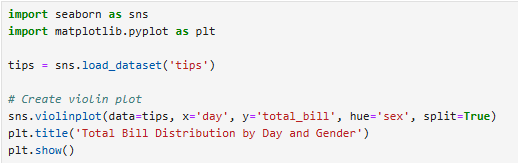 import seaborn as sns
import matplotlib.pyplot as plt
tips = sns.load_dataset('tips')
# Create violin plot
sns.violinplot(data=tips, x='day', y='total_bill', hue='sex', split=True)
plt.title('Total Bill Distribution by Day and Gender')
plt.show()